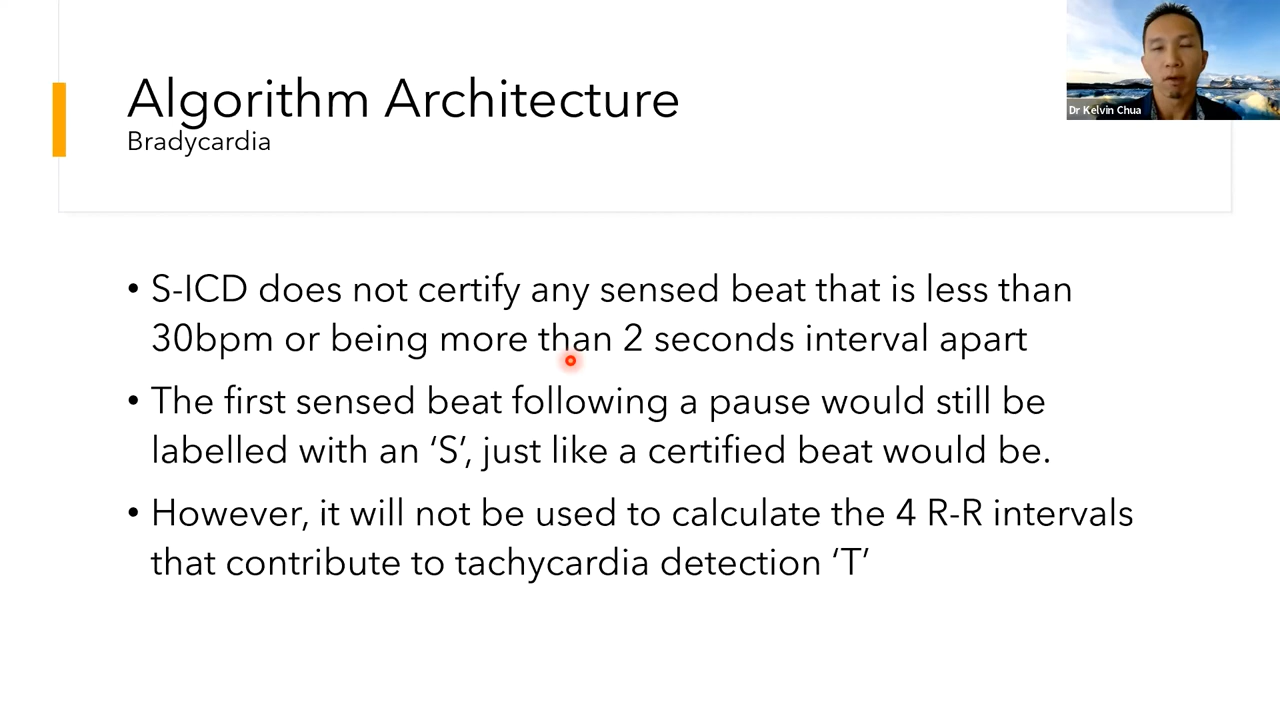 Algorithm Architecture
Bradycardia
Dr Kelvin Chua
• S-ICD does not certify any sensed beat that is less than
30bpm or being more than 2 seconds interval apart
• The first sensed beat following a pause would still be
labelled with an ‘S’, just like a certified beat would be.
• However, it will not be used to calculate the 4 R-R intervals
that contribute to tachycardia detection ‘T’